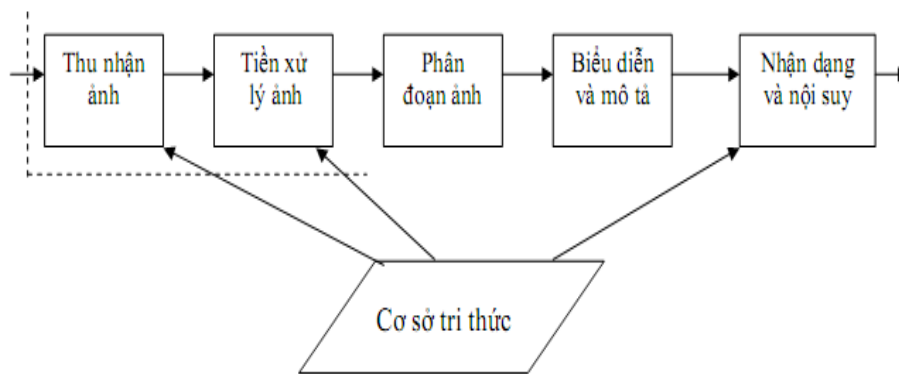 Thu nhận
ảnh
Tiền xử
lý ảnh
Phân
đoạn ảnh
Biểu diễn
và mô tả
Nhận dạng
và nội suy
Cơ sở tri thức